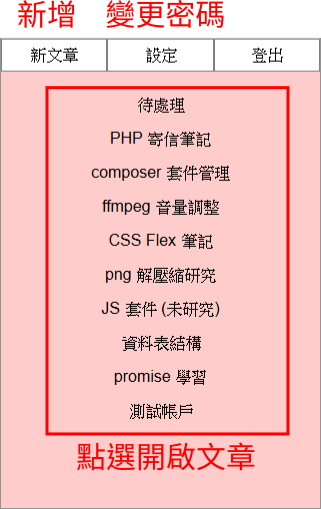 新增 變更密碼
新文章 設定 登出
待處理
PHP 寄信筆記
composer 套件管理
ffmpeg 音量調整
CSS Flex 筆記
png 解壓縮研究
JS 套件 (未研究)
資料表結構
promise 學習
測試帳戶
點選開啟文章